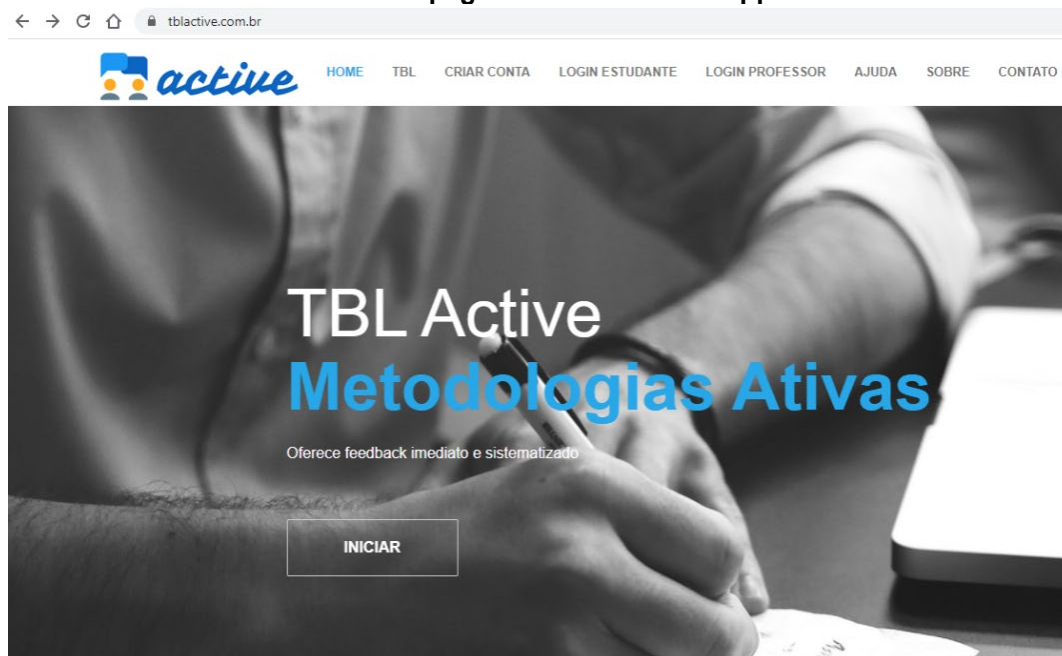 tblactive.com.br
active HOME TBL CRIAR CONTA LOGIN ESTUDANTE LOGIN PROFESSOR AJUDA SOBRE CONTATO
TBL Active
Metodologias Ativas
Oferece feedback imediato e sistematizado
INICIAR